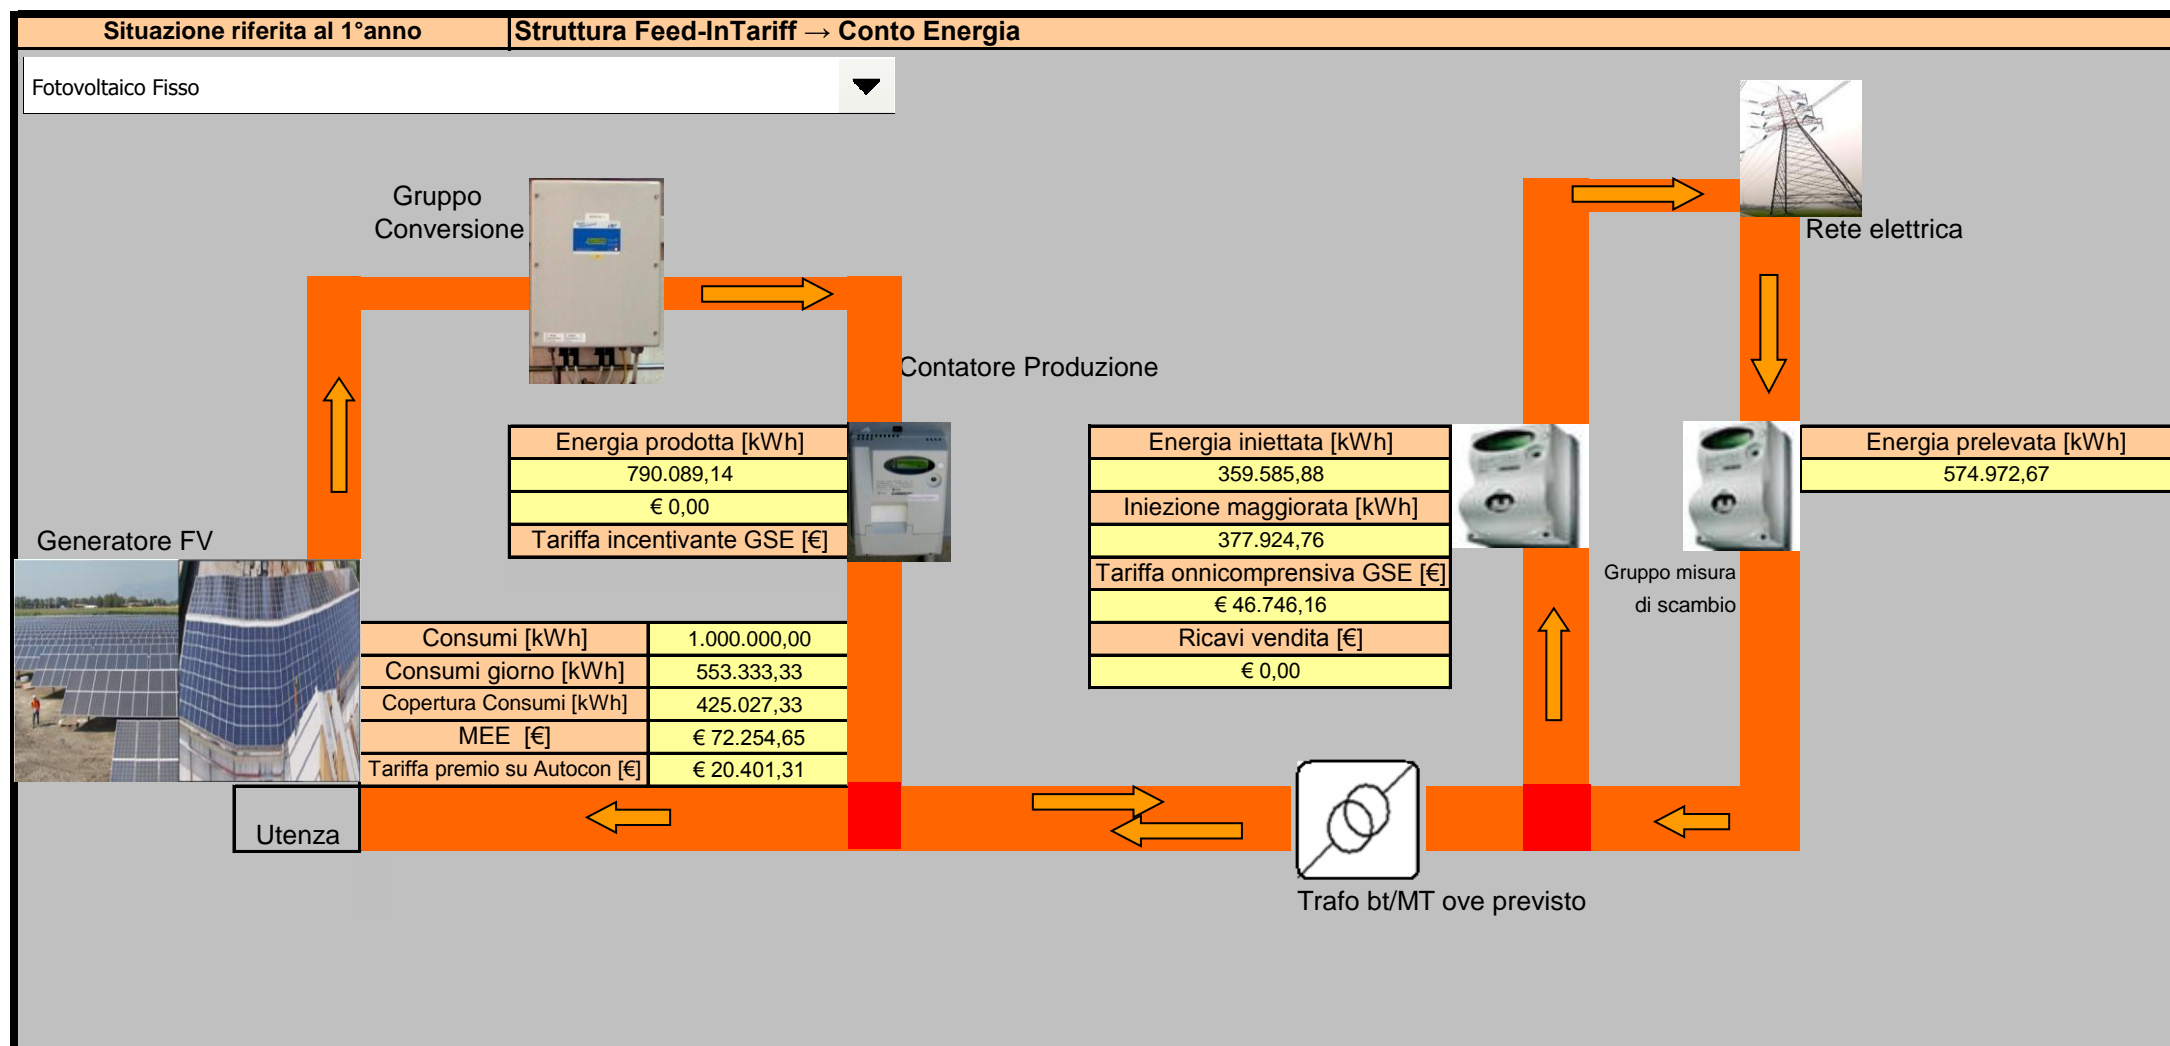 Situazione riferita al 1°anno
Struttura Feed-InTariff → Conto Energia
Fotovoltaico Fisso
Gruppo
Conversione
Rete elettrica
Contatore Produzione
Energia prodotta [kWh]
790.089,14
€ 0,00
Tariffa incentivante GSE [€]
Energia iniettata [kWh]
359.585,88
Iniezione maggiorata [kWh]
377.924,76
Tariffa onnicomprensiva GSE [€]
€ 46.746,16
Ricavi vendita [€]
€ 0,00
Energia prelevata [kWh]
574.972,67
Gruppo misura
di scambio
Generatore FV
Consumi [kWh] 1.000.000,00
Consumi giorno [kWh] 553.333,33
Copertura Consumi [kWh] 425.027,33
MEE [€] € 72.254,65
Tariffa premio su Autocon [€] € 20.401,31
Utenza
Trafo bt/MT ove previsto